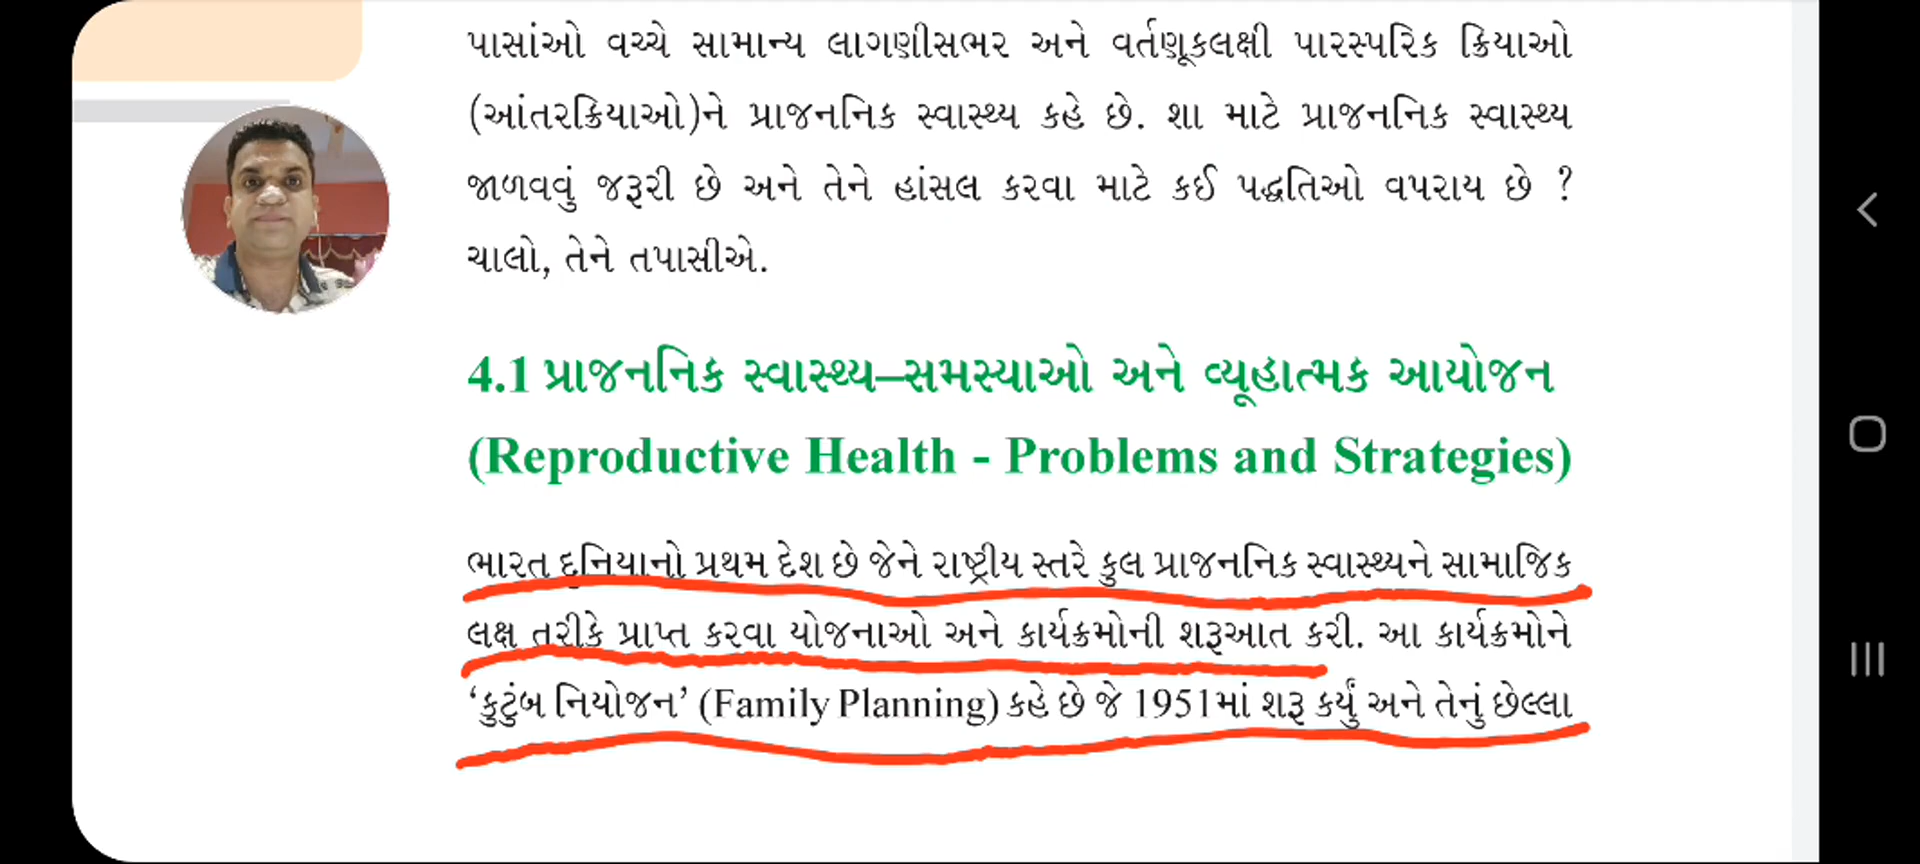 પાસાંઓ વચ્ચે સામાન્ય લાગણીસભર અને વર્તણૂકલક્ષી પારસ્પરિક ક્રિયાઓ
(આંતરક્રિયાઓ)ને પ્રાજનનિક સ્વાસ્થ્ય કહે છે. શા માટે પ્રાજનનિક સ્વાસ્થ્ય
જાળવવું જરૂરી છે અને તેને હાંસલ કરવા માટે કઈ પદ્ધતિઓ વપરાય છે ?
ચાલો, તેને તપાસીએ.
4.1 પ્રાજનનિક સ્વાસ્થ્ય–સમસ્યાઓ અને વ્યૂહાત્મક આયોજન
(Reproductive Health - Problems and Strategies)
ભારત દુનિયાનો પ્રથમ દેશ છે જેને રાષ્ટ્રીય સ્તરે કુલ પ્રાજનનિક સ્વાસ્થ્યને સામાજિક
લક્ષ તરીકે પ્રાપ્ત કરવા યોજનાઓ અને કાર્યક્રમોની શરૂઆત કરી. આ કાર્યક્રમોને
‘કુટુંબ નિયોજન’ (Family Planning) કહે છે જે 1951માં શરૂ કર્યું અને તેનું છેલ્લા